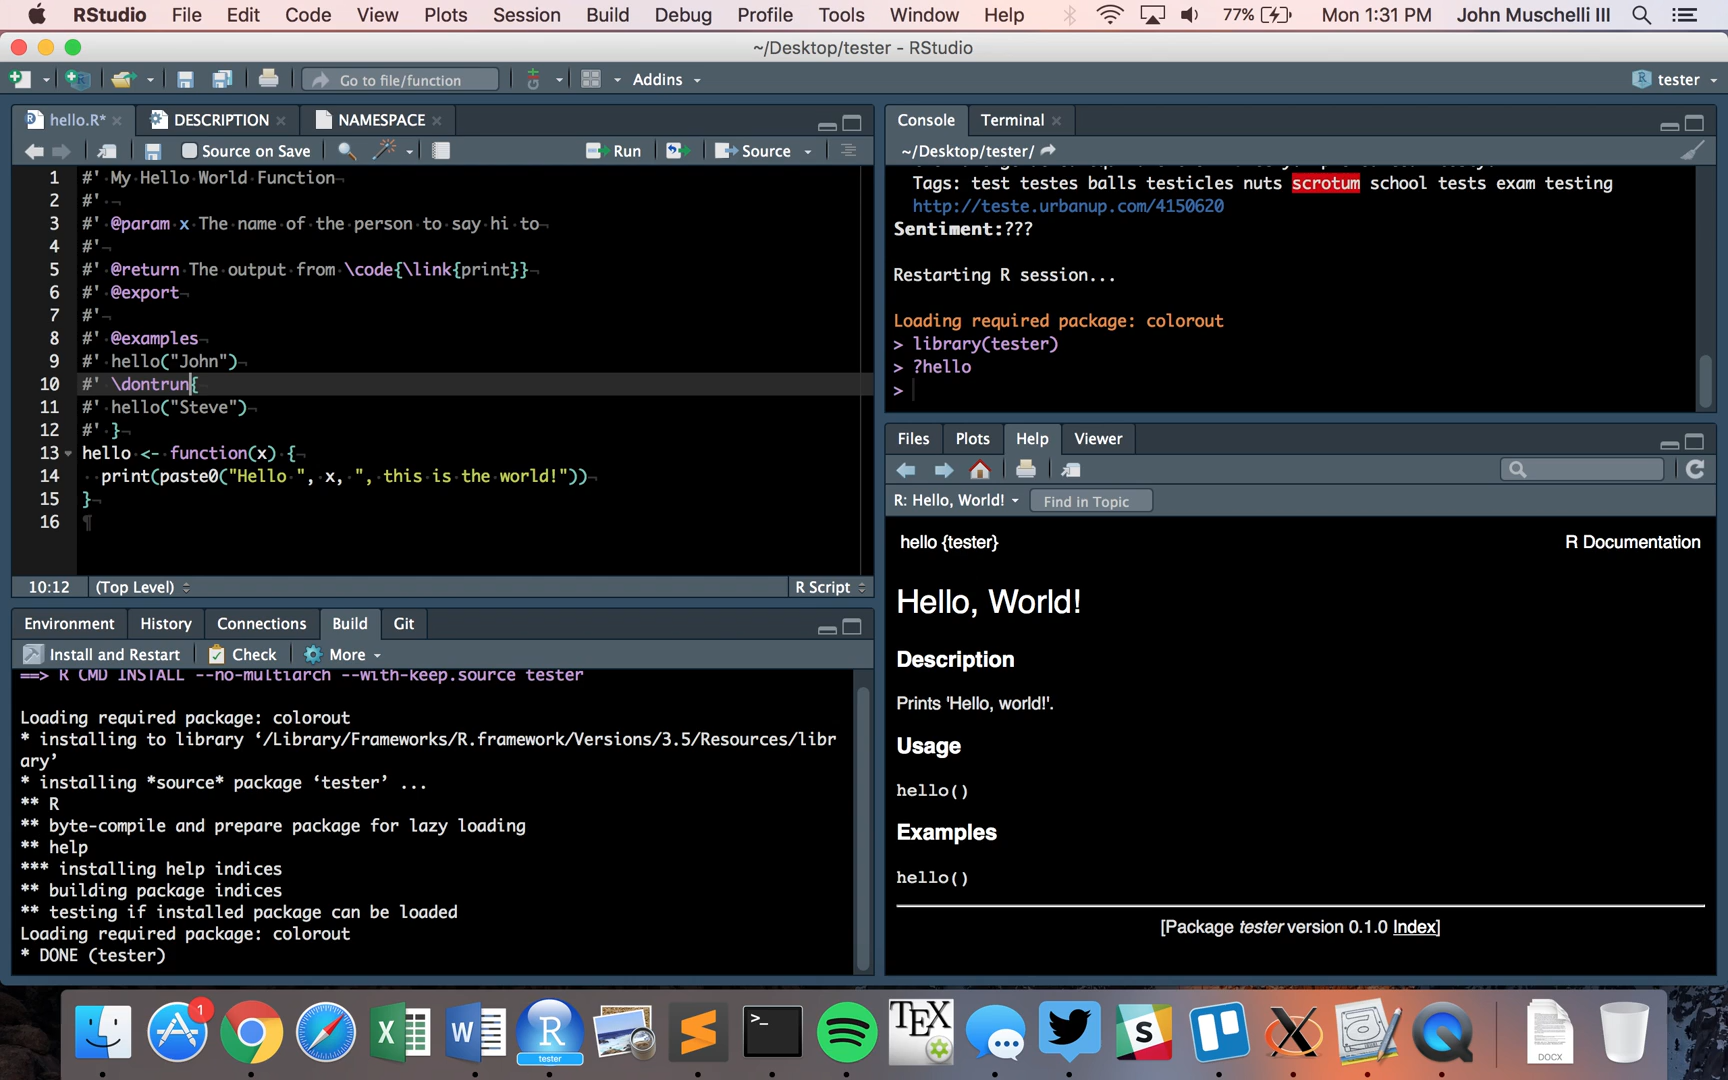 RStudio File Edit Code View Plots Session Build Debug Profile Tools Window Help 77% Mon 1:31 PM John Muschelli III
~/Desktop/tester - RStudio
Go to file/function Addins tester
hello.R* DESCRIPTION NAMESPACE
Source on Save Run Source
1 #' My Hello World Function
2 #'
3 #' @param x The name of the person to say hi to
4 #'
5 #' @return The output from \code{\link{print}}
6 #' @export
7 #'
8 #' @examples
9 #' hello("John")
10 #' \dontrun{
11 #' hello("Steve")
12 #' }
13 hello <- function(x) {
14 print(paste0("Hello ", x, ", this is the world!"))
15 }
16
10:12 (Top Level) R Script
Environment History Connections Build Git
Install and Restart Check More
==> R CMD INSTALL --no-multiarch --with-keep.source tester
Loading required package: colorout
* installing to library ‘/Library/Frameworks/R.framework/Versions/3.5/Resources/libr
ary’
* installing *source* package ‘tester’ ...
** R
** byte-compile and prepare package for lazy loading
** help
*** installing help indices
** building package indices
** testing if installed package can be loaded
Loading required package: colorout
* DONE (tester)
Console Terminal
~/Desktop/tester/
Tags: test testes balls testicles nuts scrotum school tests exam testing
http://teste.urbanup.com/4150620
Sentiment:???
Restarting R session...
Loading required package: colorout
> library(tester)
> ?hello
>
Files Plots Help Viewer
R: Hello, World! Find in Topic
hello {tester} R Documentation
Hello, World!
Description
Prints 'Hello, world!'.
Usage
hello()
Examples
hello()
[Package tester version 0.1.0 Index]
1
X W R >_ TEX S X
tester
DOCX